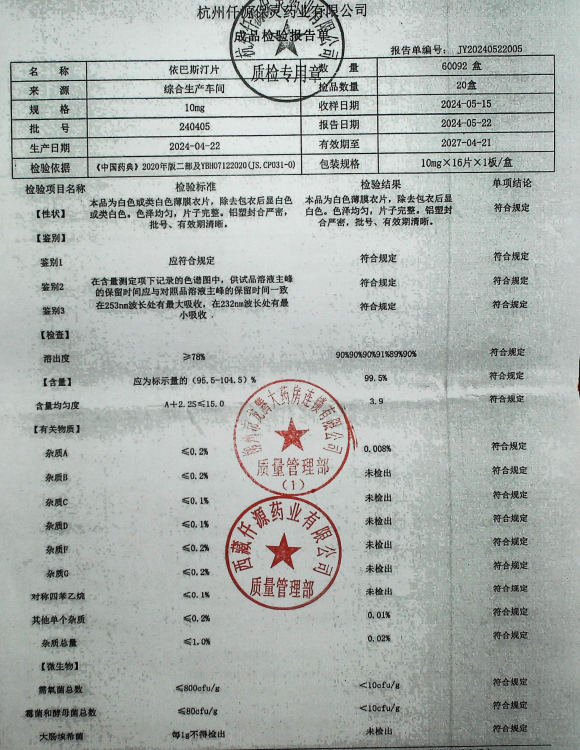 杭州仟源保灵药业有限公司
成品检验报告单
报告单编号: JY20240522005
名 称 依巴斯汀片 数 量 60092 盒
来 源 综合生产车间 检品数量 20盒
规 格 10mg 收样日期 2024-05-15
批 号 240405 报告日期 2024-05-22
生产日期 2024-04-22 有效期至 2027-04-21
检验依据 《中国药典》2020年版二部及YBH07122020(JS.CP031-0) 包装规格 10mg×16片×1板/盒
质检专用章
检验项目名称 检验标准 检验结果 单项结论
【性状】 本品为白色或类白色薄膜衣片，除去包衣后显白色 本品为白色薄膜衣片，除去包衣后显白 符合规定
或类白色。色泽均匀，片子完整。铝塑封合严密， 色。色泽均匀，片子完整。铝塑封
批号、有效期清晰。 合严密，批号、有效期清晰。
【鉴别】
鉴别1 应符合规定 符合规定 符合规定
鉴别2 在含量测定项下记录的色谱图中，供试品溶液主峰 符合规定 符合规定
的保留时间应与对照品溶液主峰的保留时间一致
鉴别3 在253nm波长处有最大吸收，在232nm波长处有最 符合规定 符合规定
小吸收。
【检查】
溶出度 ≥78% 90%90%90%91%89%90% 符合规定
【含量】 应为标示量的(95.5-104.5)% 99.5% 符合规定
含量均匀度 A+2.2S≤15.0 3.9 符合规定
【有关物质】
杂质A ≤0.2% 0.008% 符合规定
杂质B ≤0.2% 未检出 符合规定
杂质C ≤0.1% 未检出 符合规定
杂质D ≤0.1% 未检出 符合规定
杂质F ≤0.2% 未检出 符合规定
杂质G ≤0.2% 未检出 符合规定
对称四苯乙烷 ≤0.1% 未检出 符合规定
其他单个杂质 ≤0.2% 0.01% 符合规定
杂质总量 ≤1.0% 0.02% 符合规定
【微生物】
需氧菌总数 ≤800cfu/g <10cfu/g 符合规定
霉菌和酵母菌总数 ≤80cfu/g <10cfu/g 符合规定
大肠埃希菌 每1g不得检出 未检出 符合规定
大药房连锁有限公司
质量管理部
(1)
西藏仟源药业有限公司
质量管理部